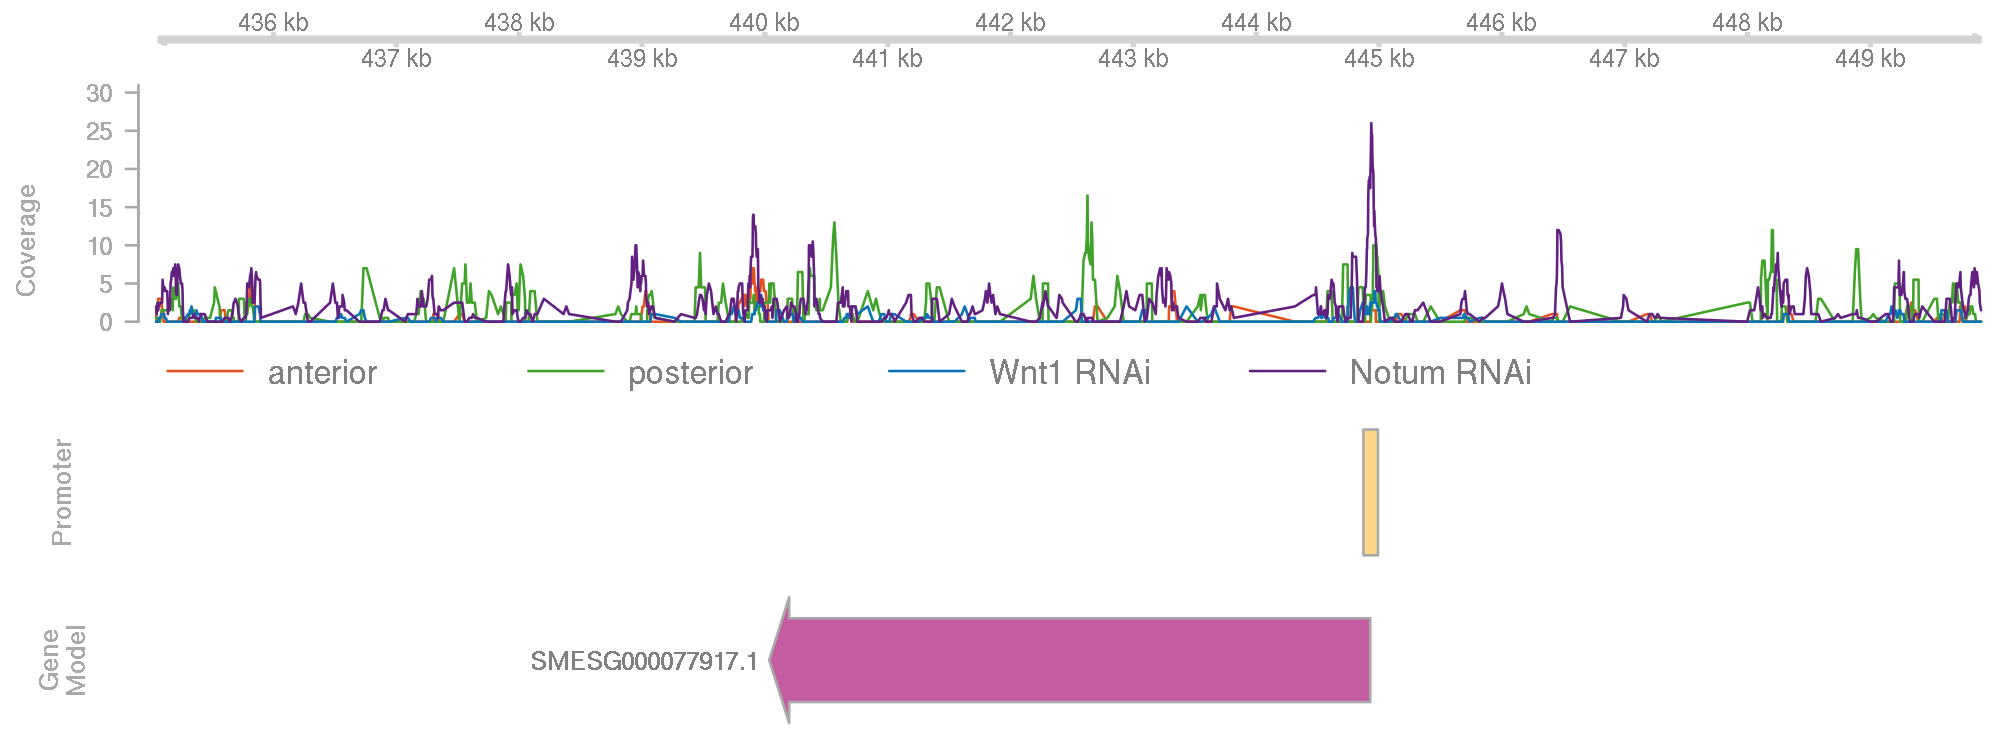 436 kb 438 kb 440 kb 442 kb 444 kb 446 kb 448 kb
437 kb 439 kb 441 kb 443 kb 445 kb 447 kb 449 kb
30
25
20
15
10
5
0
Coverage
anterior posterior Wnt1 RNAi Notum RNAi
Promoter
Gene
Model
SMESG000077917.1